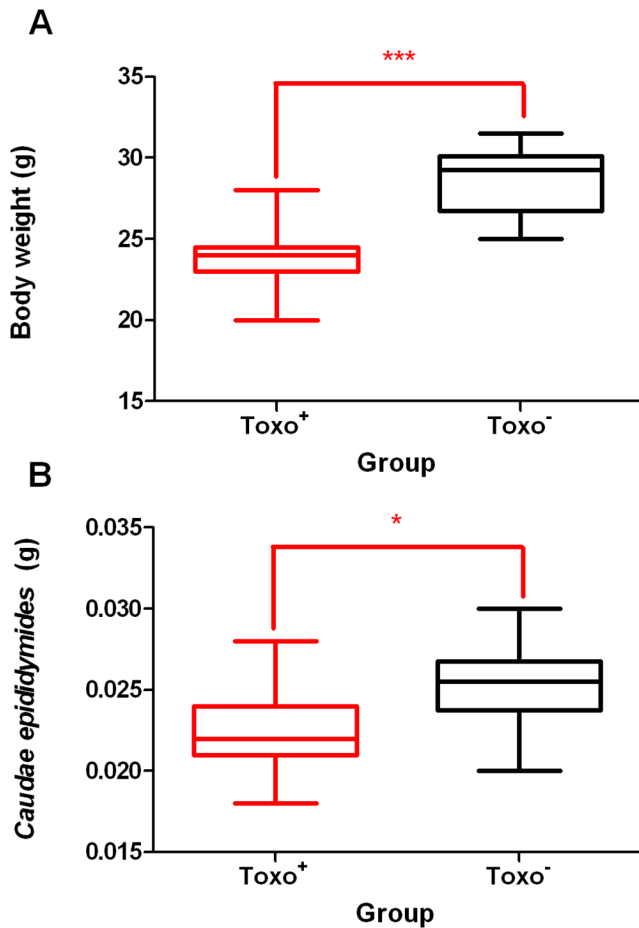 A
***
35
30
25
20
15
Body weight (g)
Toxo⁺ Toxo⁻
Group
B
*
0.035
0.030
0.025
0.020
0.015
Caudae epididymides (g)
Toxo⁺ Toxo⁻
Group